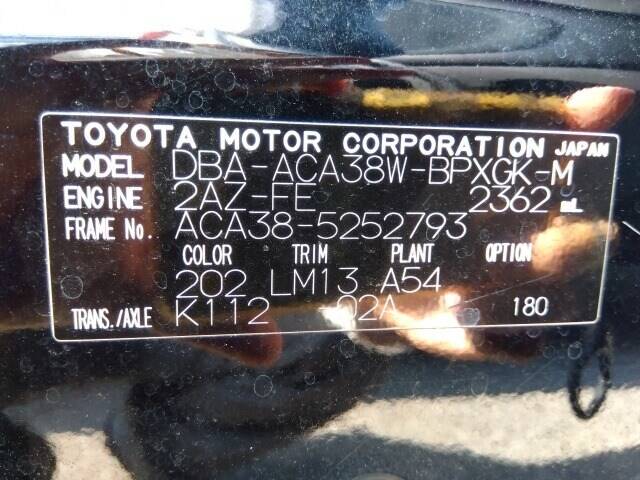 TOYOTA MOTOR CORPORATION JAPAN
MODEL DBA-ACA38W-BPXGK-M
ENGINE 2AZ-FE 2362 mL
FRAME No. ACA38-5252793
COLOR TRIM PLANT OPTION
202 LM13 A54
TRANS./AXLE K112 02A 180